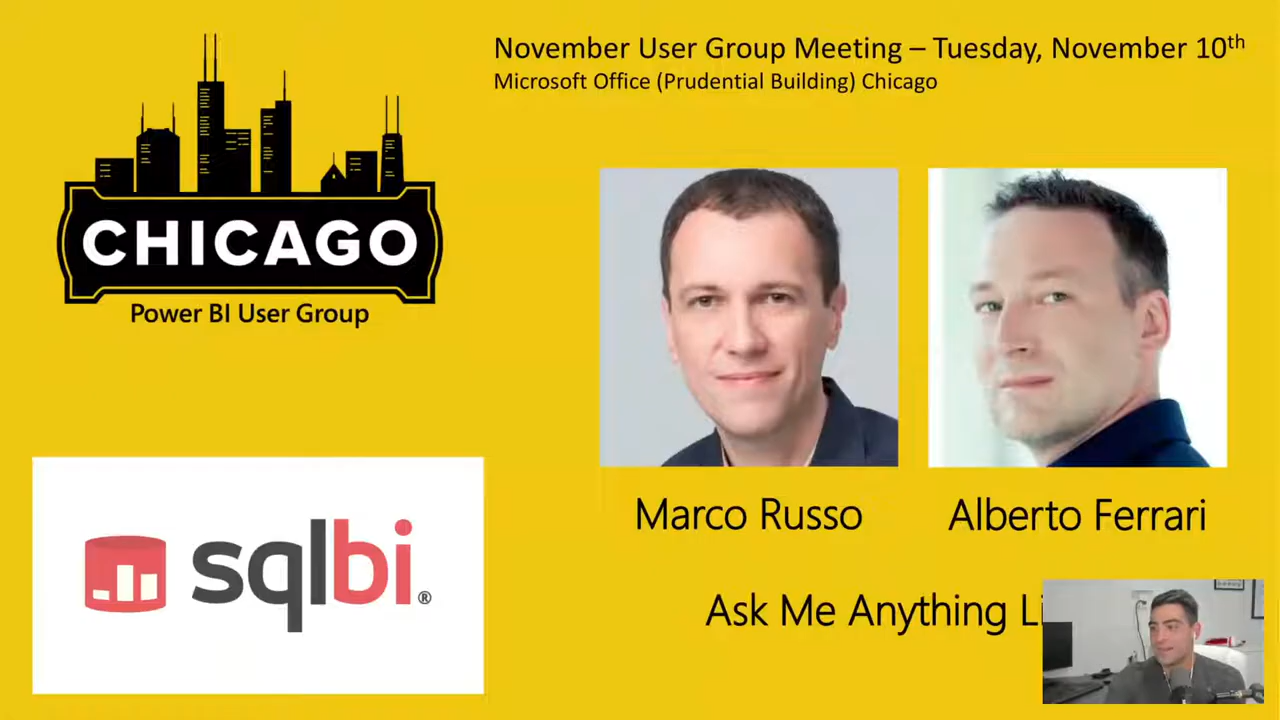 November User Group Meeting – Tuesday, November 10th
Microsoft Office (Prudential Building) Chicago
CHICAGO
Power BI User Group
sqlbi®
Marco Russo
Alberto Ferrari
Ask Me Anything Li